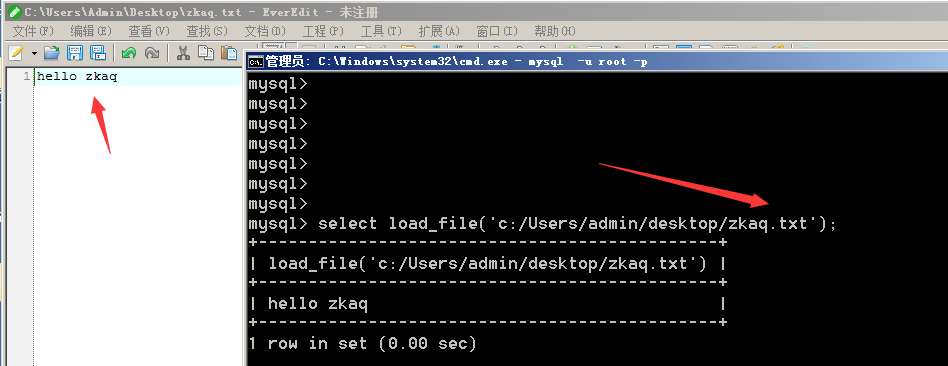 C:\Users\Admin\Desktop\zkaq.txt - EverEdit - 未注册
文件(F) 编辑(E) 查看(V) 查找(S) 文档(D) 工程(P) 工具(T) 扩展(A) 窗口(I) 帮助(H)
1 hello zkaq
管理员: C:\Windows\system32\cmd.exe - mysql -u root -p
mysql>
mysql>
mysql>
mysql>
mysql>
mysql>
mysql>
mysql> select load_file('c:/Users/admin/desktop/zkaq.txt');
+-----------------------------------------------+
| load_file('c:/Users/admin/desktop/zkaq.txt') |
+-----------------------------------------------+
| hello zkaq |
+-----------------------------------------------+
1 row in set (0.00 sec)